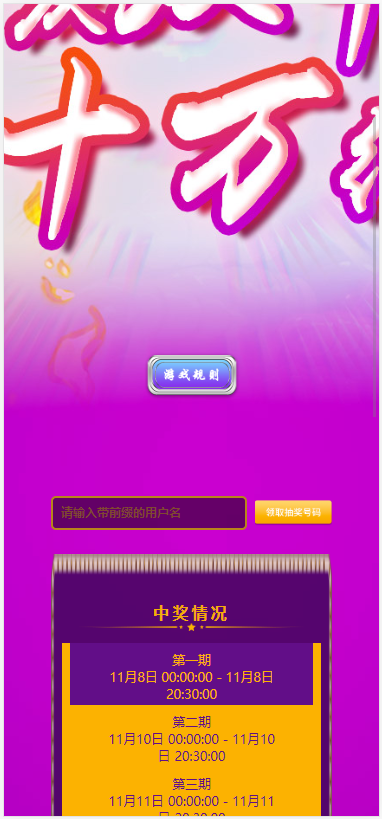 十万
游戏规则
请输入带前缀的用户名
领取抽奖号码
中奖情况
第一期
11月8日 00:00:00 - 11月8日
20:30:00
第二期
11月10日 00:00:00 - 11月10
日 20:30:00
第三期
11月11日 00:00:00 - 11月11
日 20:30:00